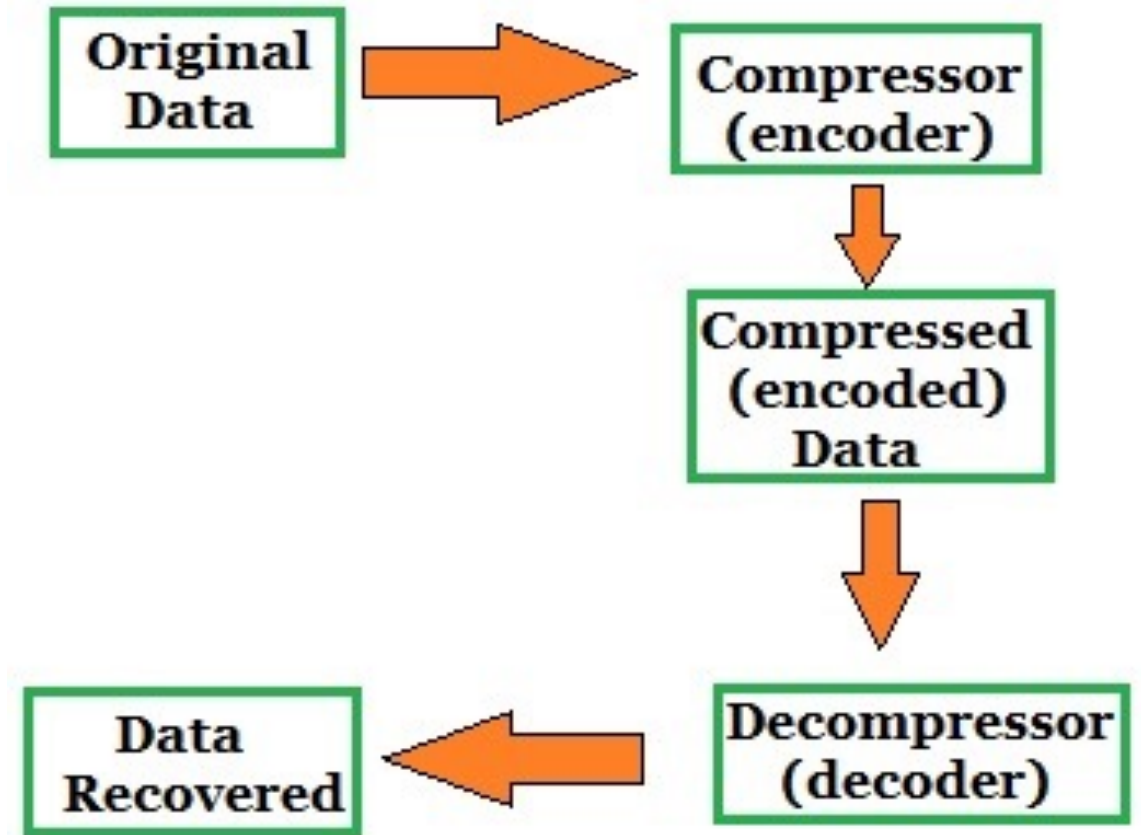 Original
Data
Compressor
(encoder)
Compressed
(encoded)
Data
Decompressor
(decoder)
Data
Recovered